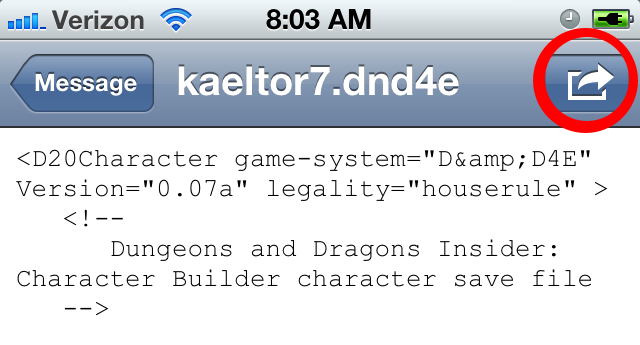 Verizon 8:03 AM
Message kaeltor7.dnd4e
<D20Character game-system="D&amp;D4E"
Version="0.07a" legality="houserule" >
<!--
Dungeons and Dragons Insider:
Character Builder character save file
-->